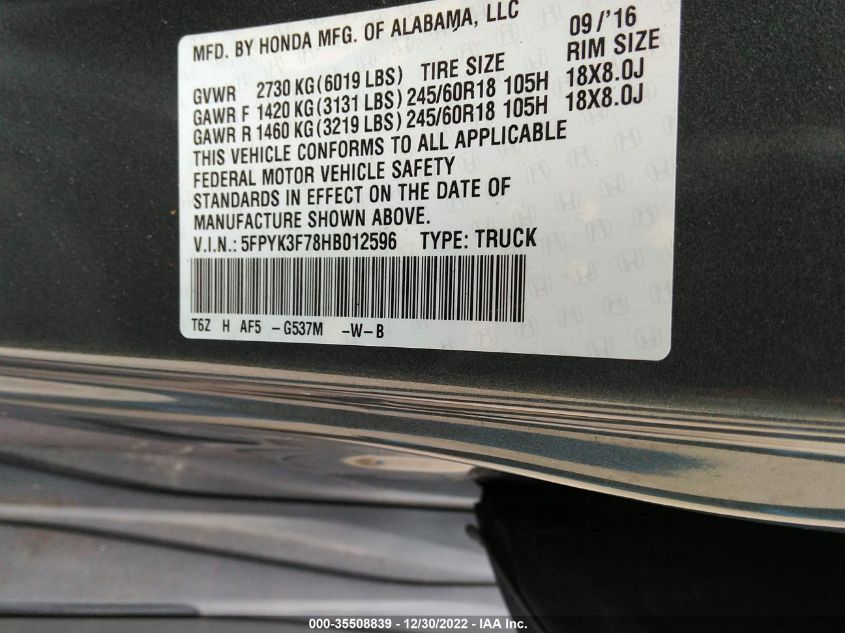 MFD. BY HONDA MFG. OF ALABAMA, LLC 09/'16
RIM SIZE
GVWR 2730 KG(6019 LBS) TIRE SIZE
GAWR F 1420 KG(3131 LBS) 245/60R18 105H 18X8.0J
GAWR R 1460 KG(3219 LBS) 245/60R18 105H 18X8.0J
THIS VEHICLE CONFORMS TO ALL APPLICABLE
FEDERAL MOTOR VEHICLE SAFETY
STANDARDS IN EFFECT ON THE DATE OF
MANUFACTURE SHOWN ABOVE.
V.I.N.: 5FPYK3F78HB012596 TYPE: TRUCK
T6Z H AF5 -G537M -W-B
000-35508839 - 12/30/2022 - IAA Inc.